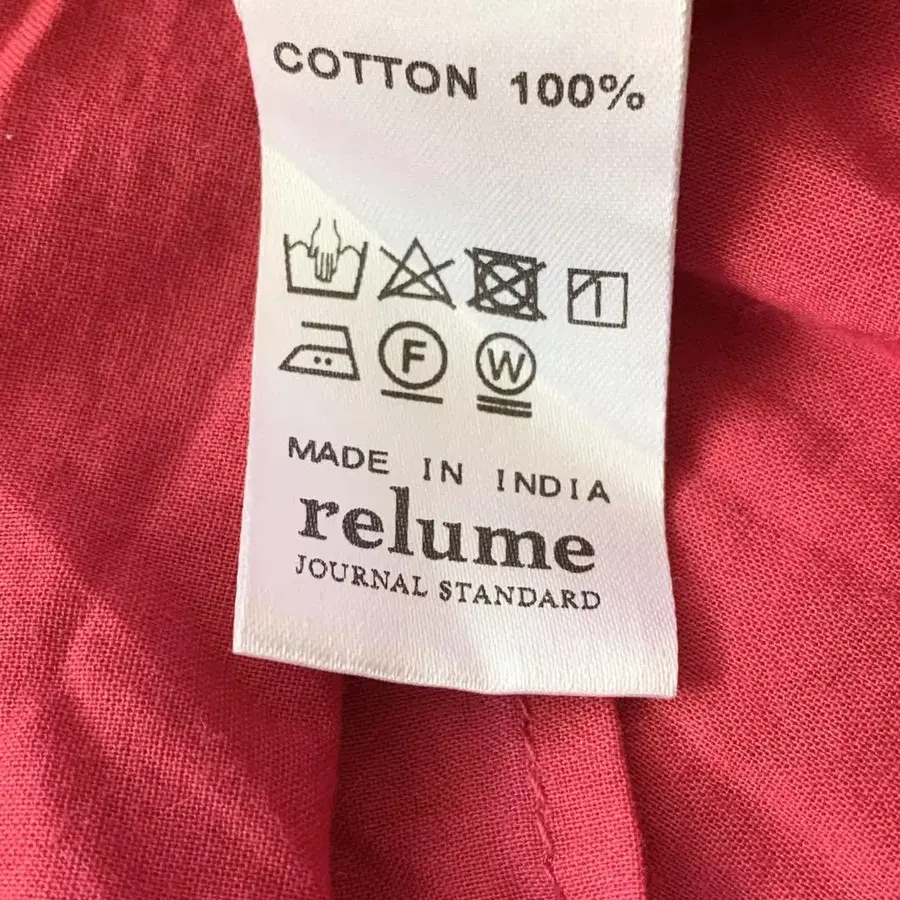 COTTON 100%
F W
MADE IN INDIA
relume
JOURNAL STANDARD